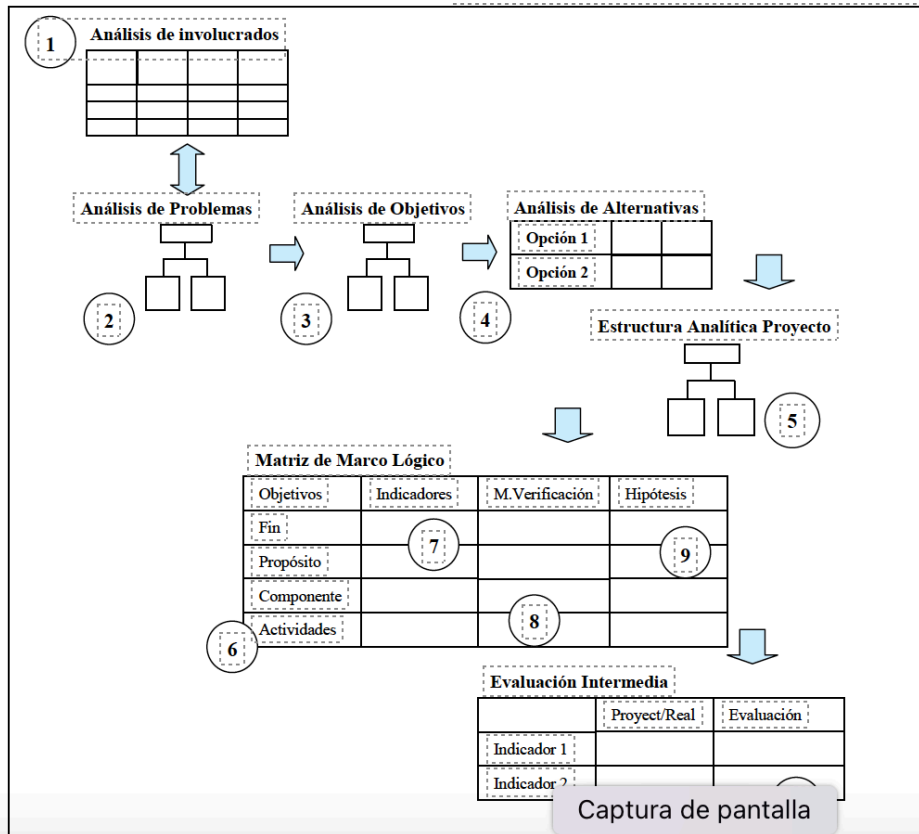 1
Análisis de involucrados
Análisis de Problemas
Análisis de Objetivos
Análisis de Alternativas
Opción 1
Opción 2
2
3
4
Estructura Analítica Proyecto
5
Matriz de Marco Lógico
Objetivos Indicadores M.Verificación Hipótesis
Fin
7
9
Propósito
Componente
8
Actividades
6
Evaluación Intermedia
Proyect/Real Evaluación
Indicador 1
Indicador 2
Captura de pantalla